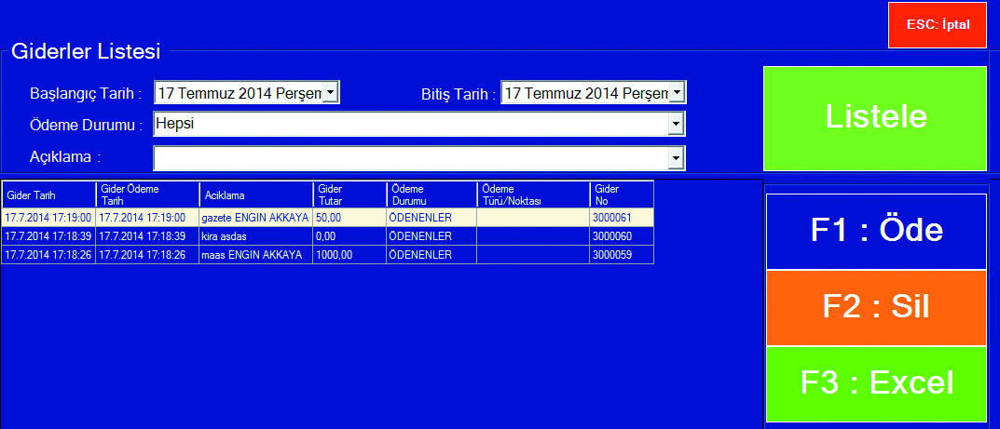 ESC: İptal
Giderler Listesi
Başlangıç Tarih : 17 Temmuz 2014 Perşem Bitiş Tarih : 17 Temmuz 2014 Perşem
Ödeme Durumu : Hepsi
Açıklama :
Listele
Gider Tarih Gider Ödeme Tarih Aciklama Gider Tutar Ödeme Durumu Ödeme Türü/Noktası Gider No
17.7.2014 17:19:00 17.7.2014 17:19:00 gazete ENGIN AKKAYA 50,00 ÖDENENLER 3000061
17.7.2014 17:18:39 17.7.2014 17:18:39 kira asdas 0,00 ÖDENENLER 3000060
17.7.2014 17:18:26 17.7.2014 17:18:26 maas ENGIN AKKAYA 1000,00 ÖDENENLER 3000059
F1 : Öde
F2 : Sil
F3 : Excel